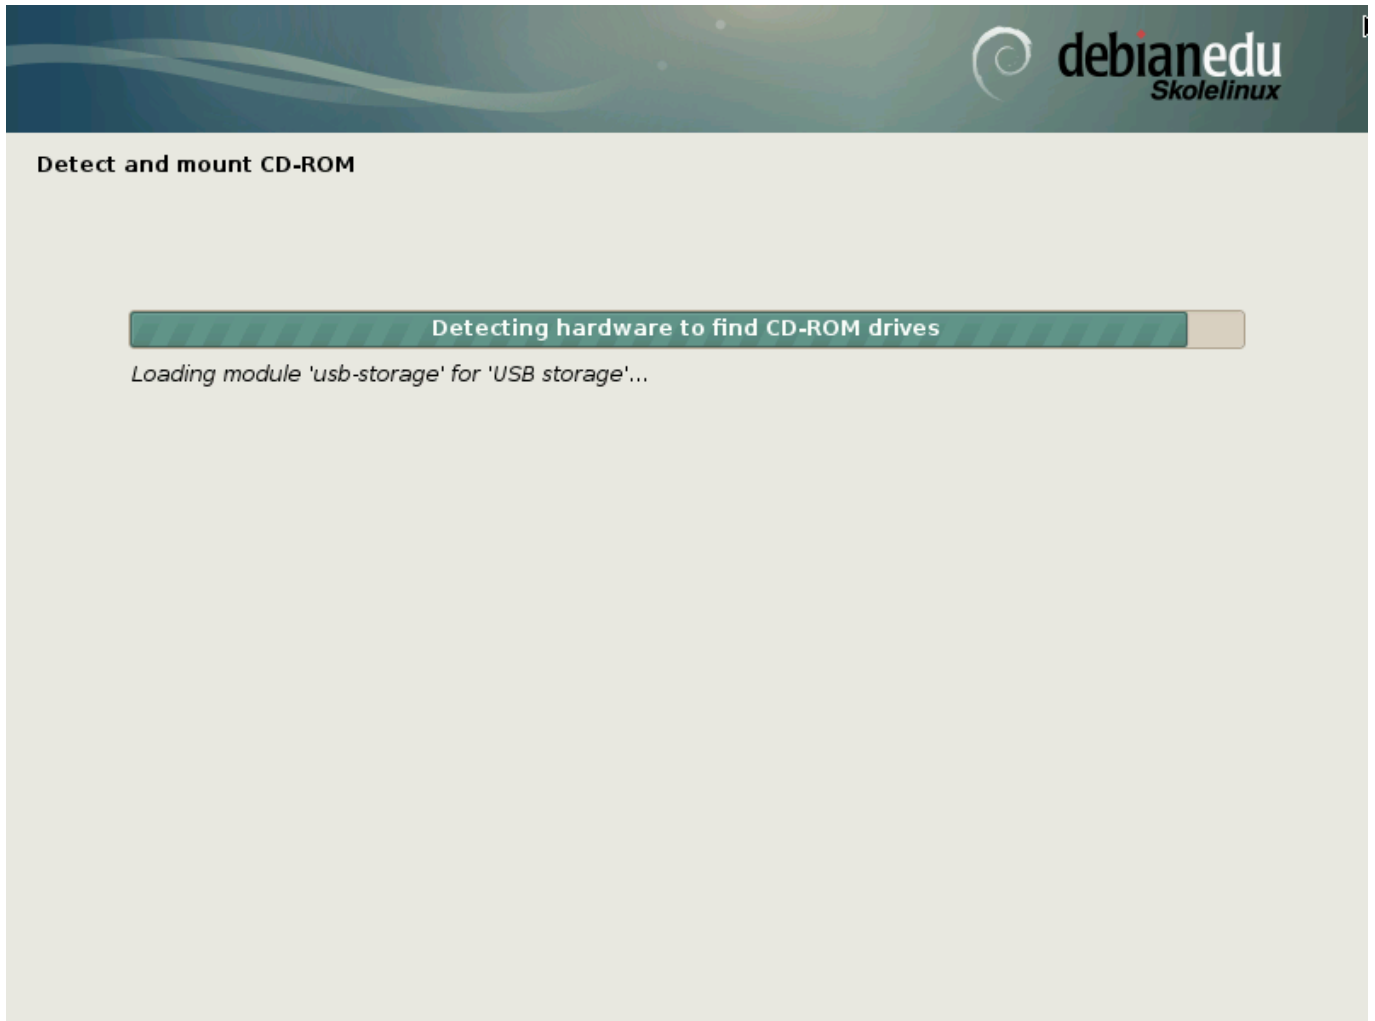 debianedu
Skolelinux
Detect and mount CD-ROM
Detecting hardware to find CD-ROM drives
Loading module 'usb-storage' for 'USB storage'...